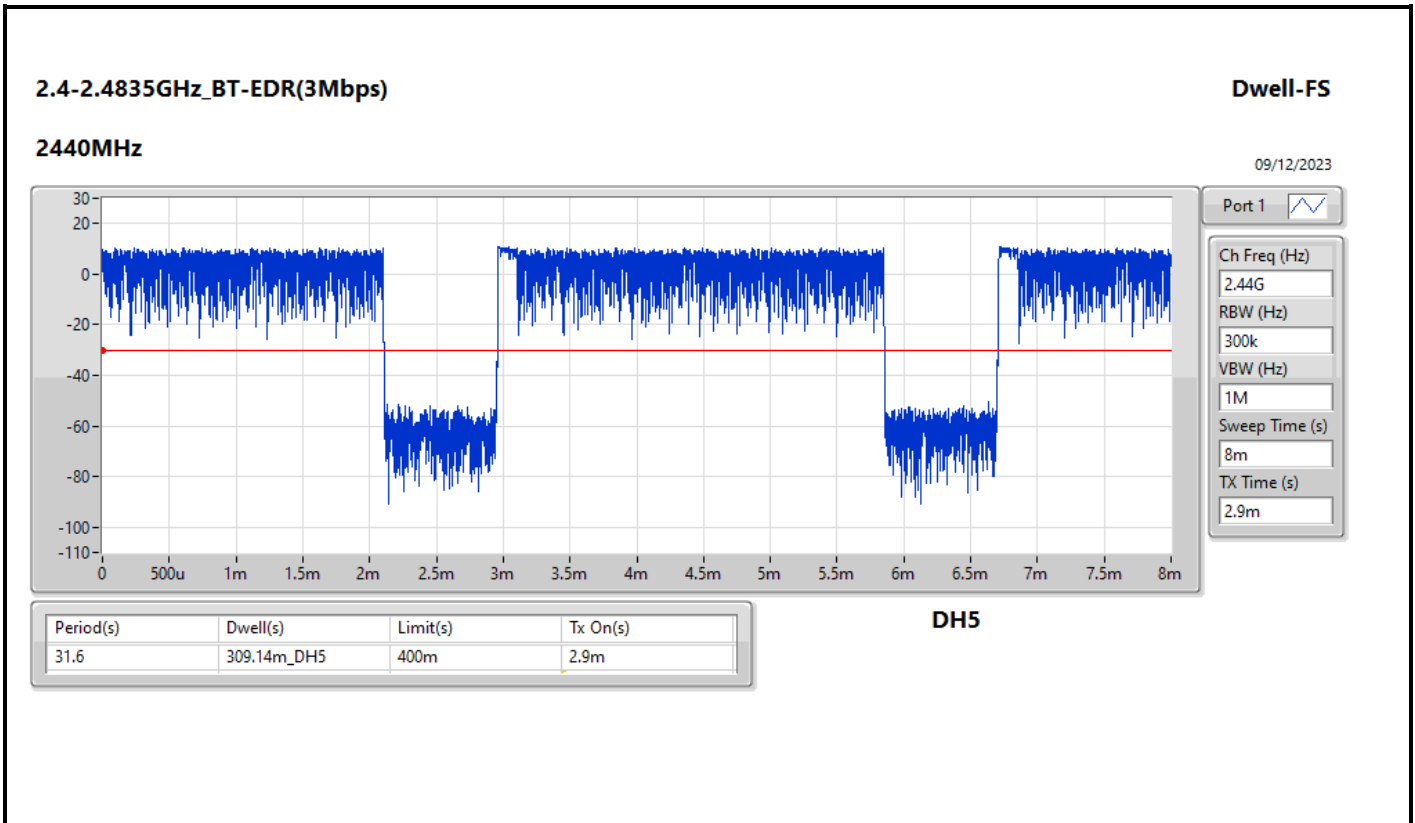 2.4-2.4835GHz_BT-EDR(3Mbps)
Dwell-FS
2440MHz
09/12/2023
30
20
0
-20
-40
-60
-80
-100
-110
0 500u 1m 1.5m 2m 2.5m 3m 3.5m 4m 4.5m 5m 5.5m 6m 6.5m 7m 7.5m 8m
Port 1
Ch Freq (Hz)
2.44G
RBW (Hz)
300k
VBW (Hz)
1M
Sweep Time (s)
8m
TX Time (s)
2.9m
Period(s) Dwell(s) Limit(s) Tx On(s)
31.6 309.14m_DH5 400m 2.9m
DH5